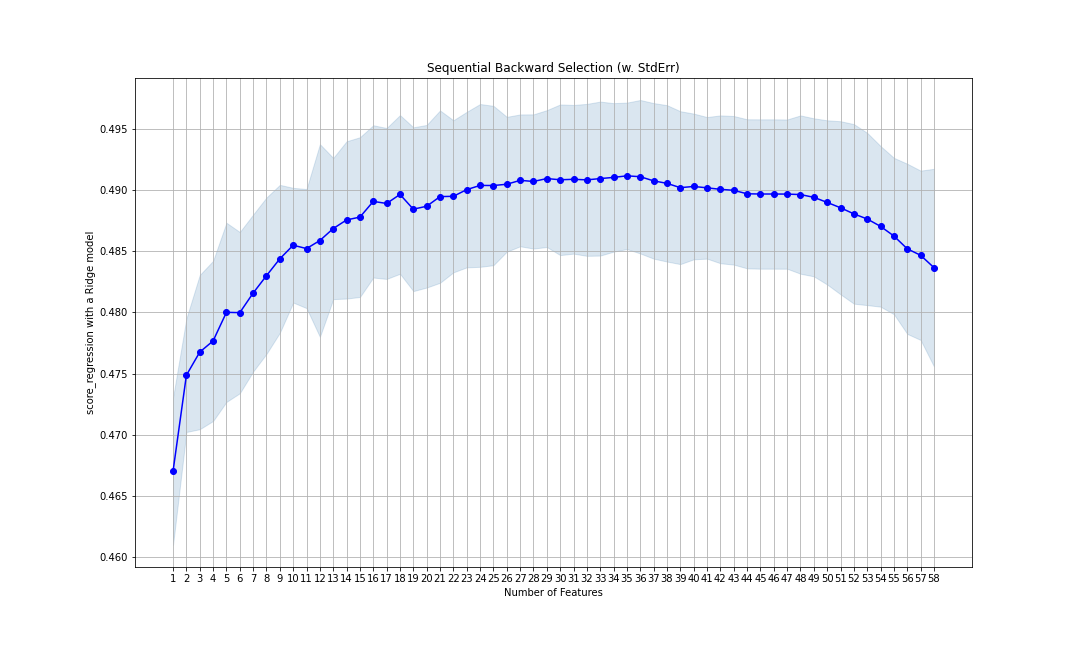 Sequential Backward Selection (w. StdErr)
score_regression with a Ridge model
0.495
0.490
0.485
0.480
0.475
0.470
0.465
0.460
1 2 3 4 5 6 7 8 9 10 11 12 13 14 15 16 17 18 19 20 21 22 23 24 25 26 27 28 29 30 31 32 33 34 35 36 37 38 39 40 41 42 43 44 45 46 47 48 49 50 51 52 53 54 55 56 57 58
Number of Features